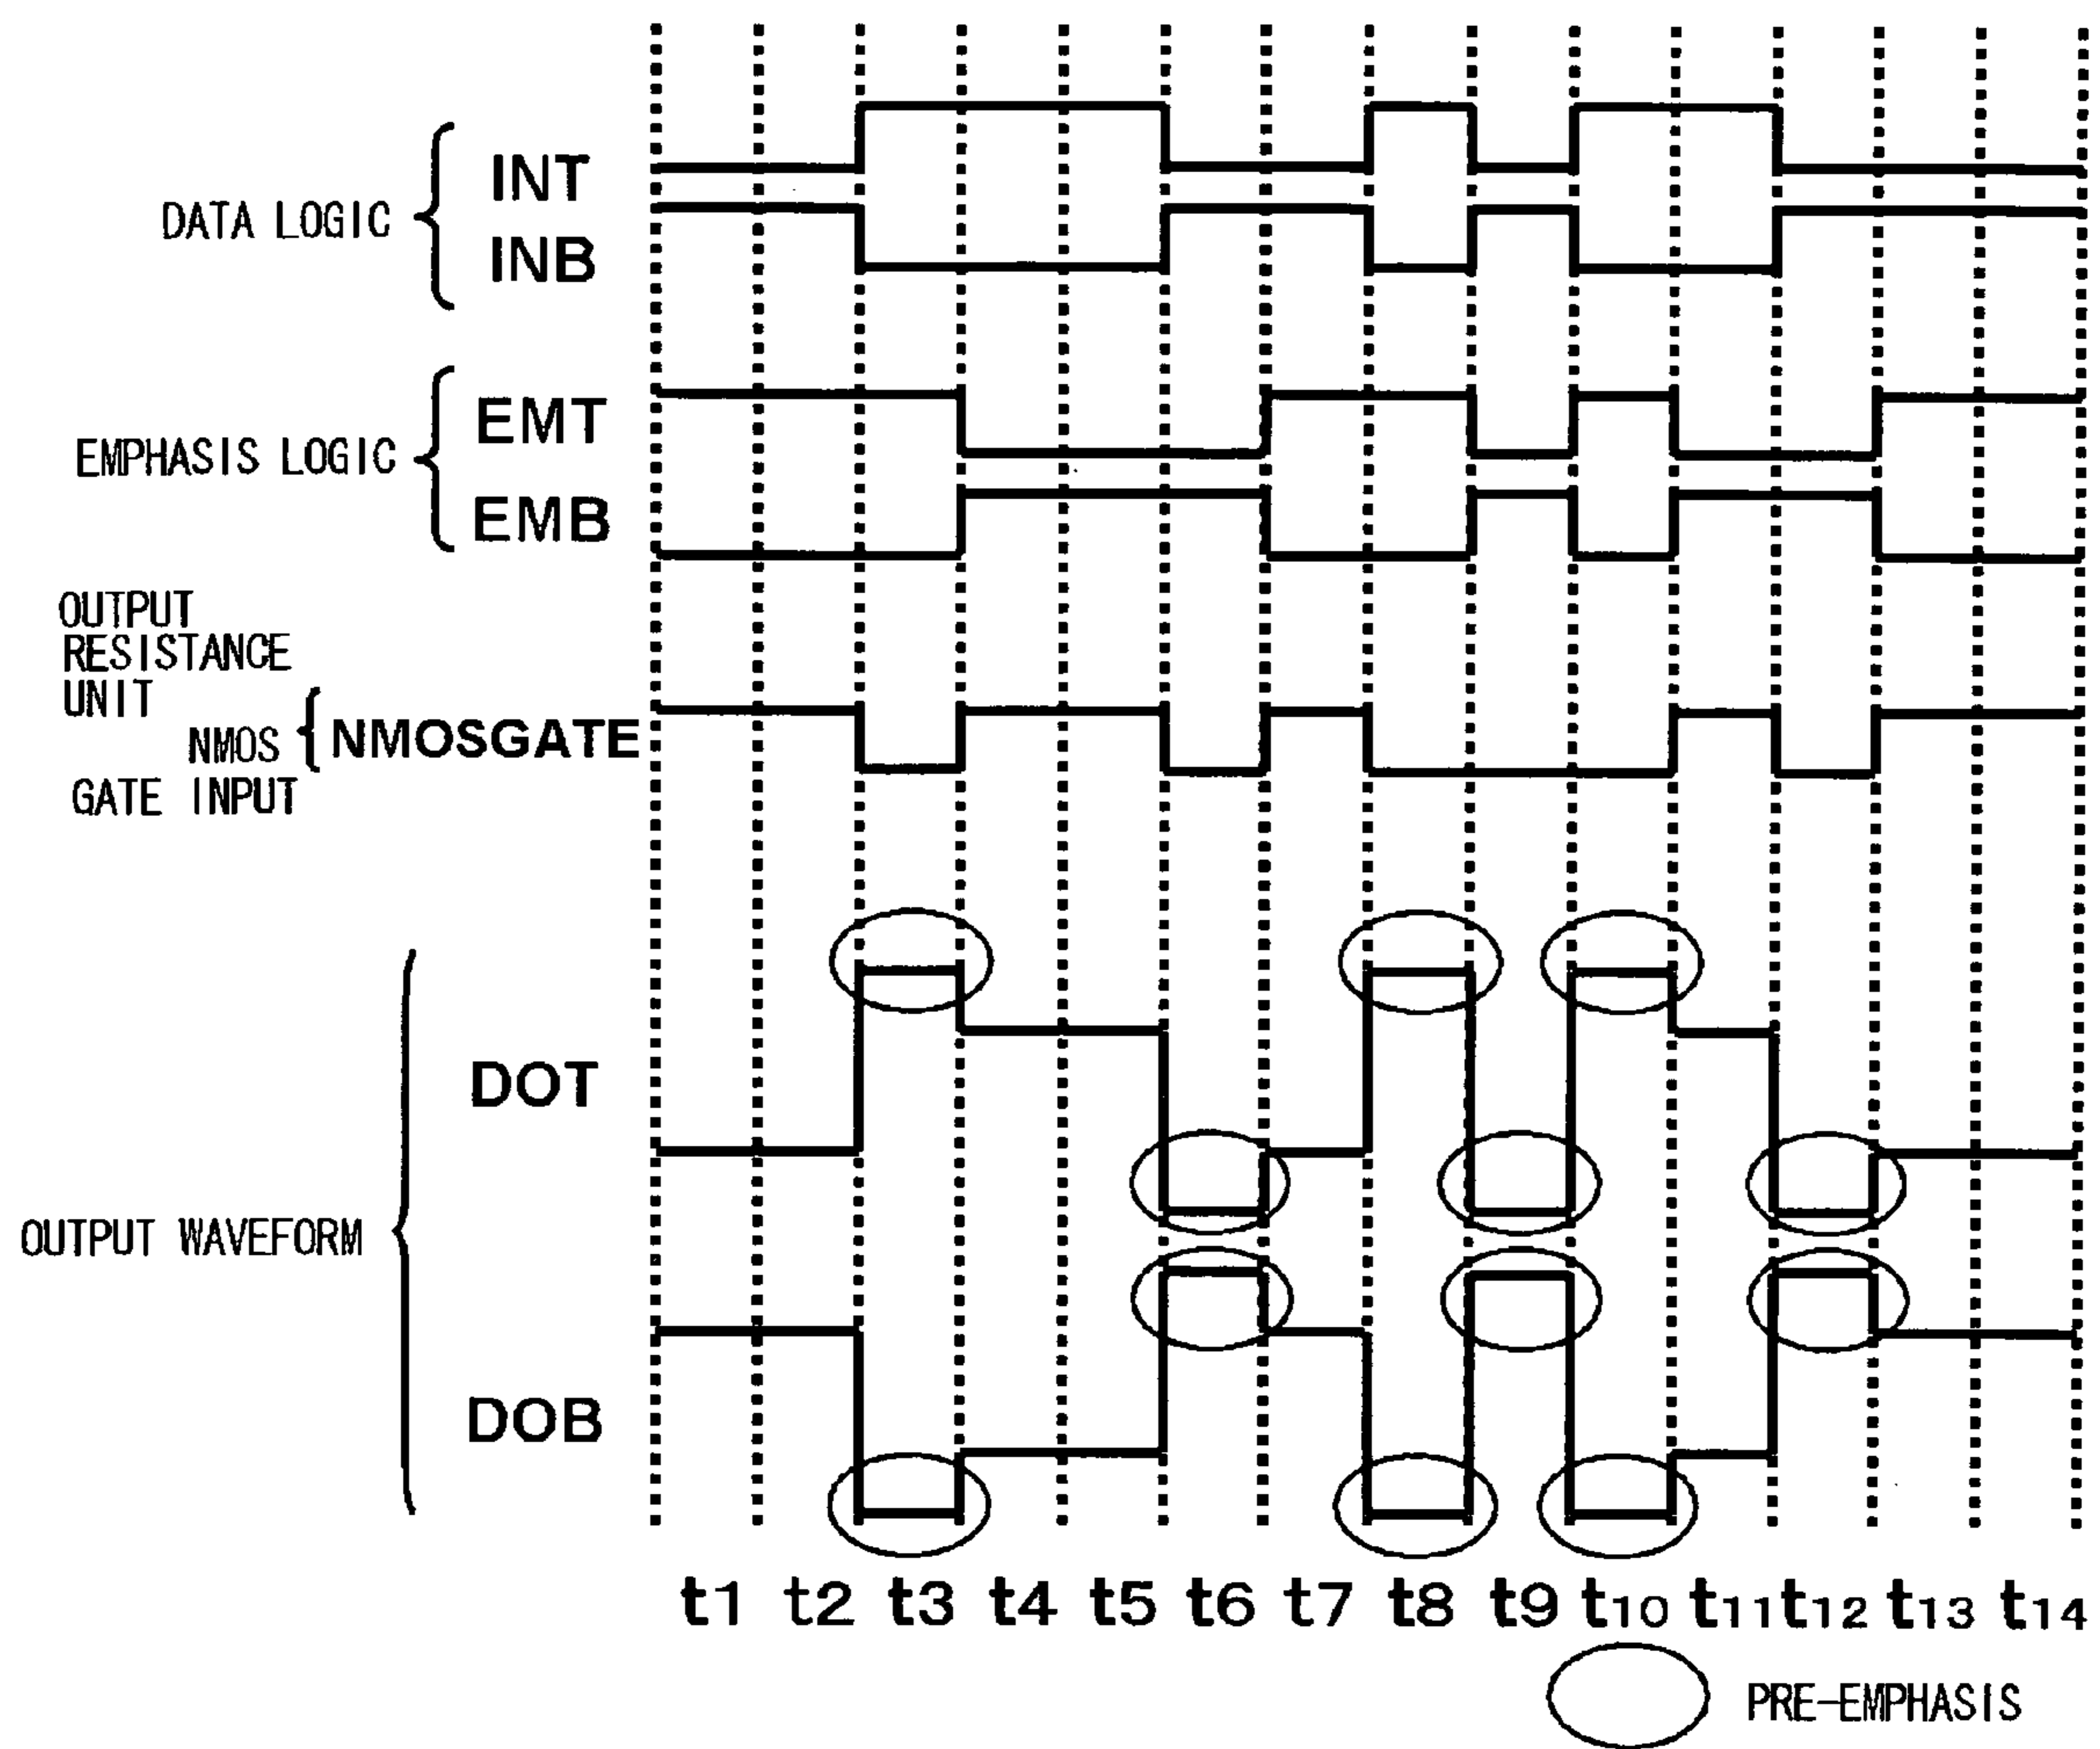 DATA LOGIC
INT
INB
EMPHASIS LOGIC
EMT
EMB
OUTPUT
RESISTANCE
UNIT
NMOS
GATE INPUT
NMOSGATE
OUTPUT WAVEFORM
DOT
DOB
t1 t2 t3 t4 t5 t6 t7 t8 t9 t10 t11 t12 t13 t14
PRE-EMPHASIS